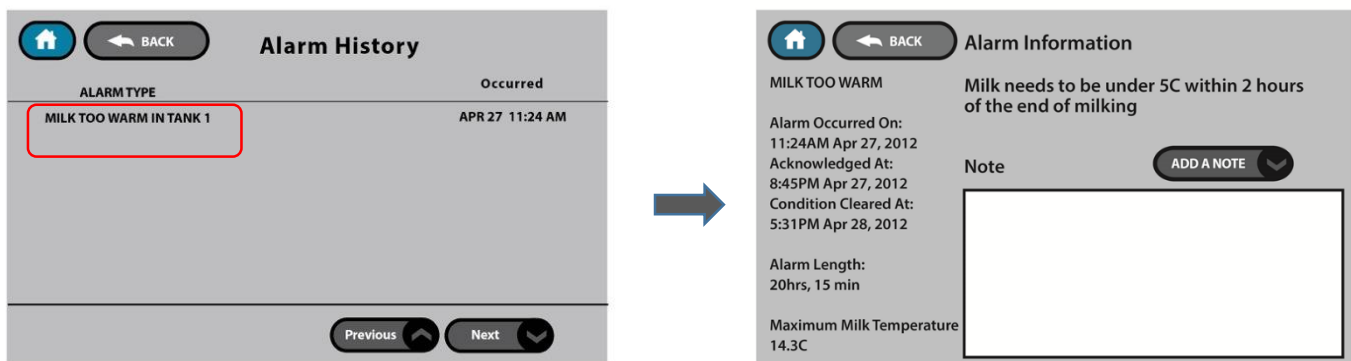 BACK
Alarm History
ALARM TYPE
Occurred
MILK TOO WARM IN TANK 1
APR 27 11:24 AM
Previous
Next
BACK
Alarm Information
MILK TOO WARM
Alarm Occurred On:
11:24AM Apr 27, 2012
Acknowledged At:
8:45PM Apr 27, 2012
Condition Cleared At:
5:31PM Apr 28, 2012
Alarm Length:
20hrs, 15 min
Maximum Milk Temperature
14.3C
Milk needs to be under 5C within 2 hours
of the end of milking
Note
ADD A NOTE